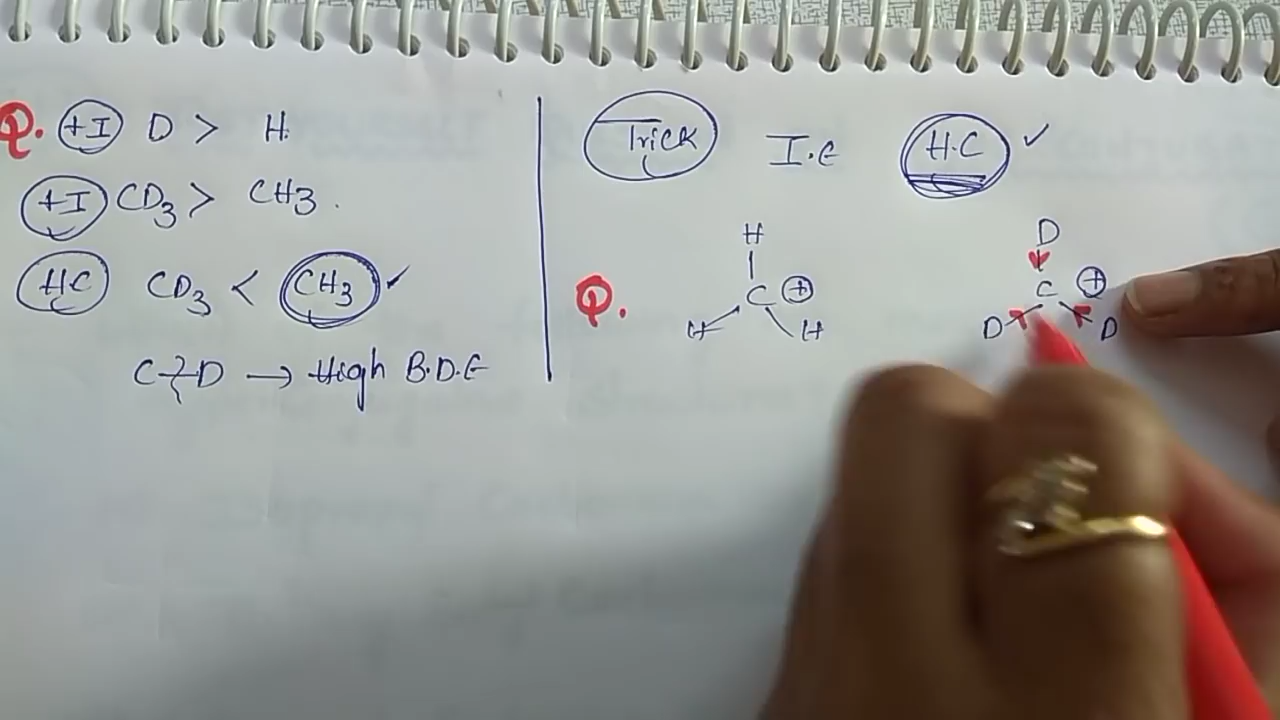 Q. +I D > H
+I CD3 > CH3.
HC CD3 < CH3 ✓
C-D → High B.D.E
Trick I.E H.C ✓
Q.
H
C ⊕
H H
D
C ⊕
D D